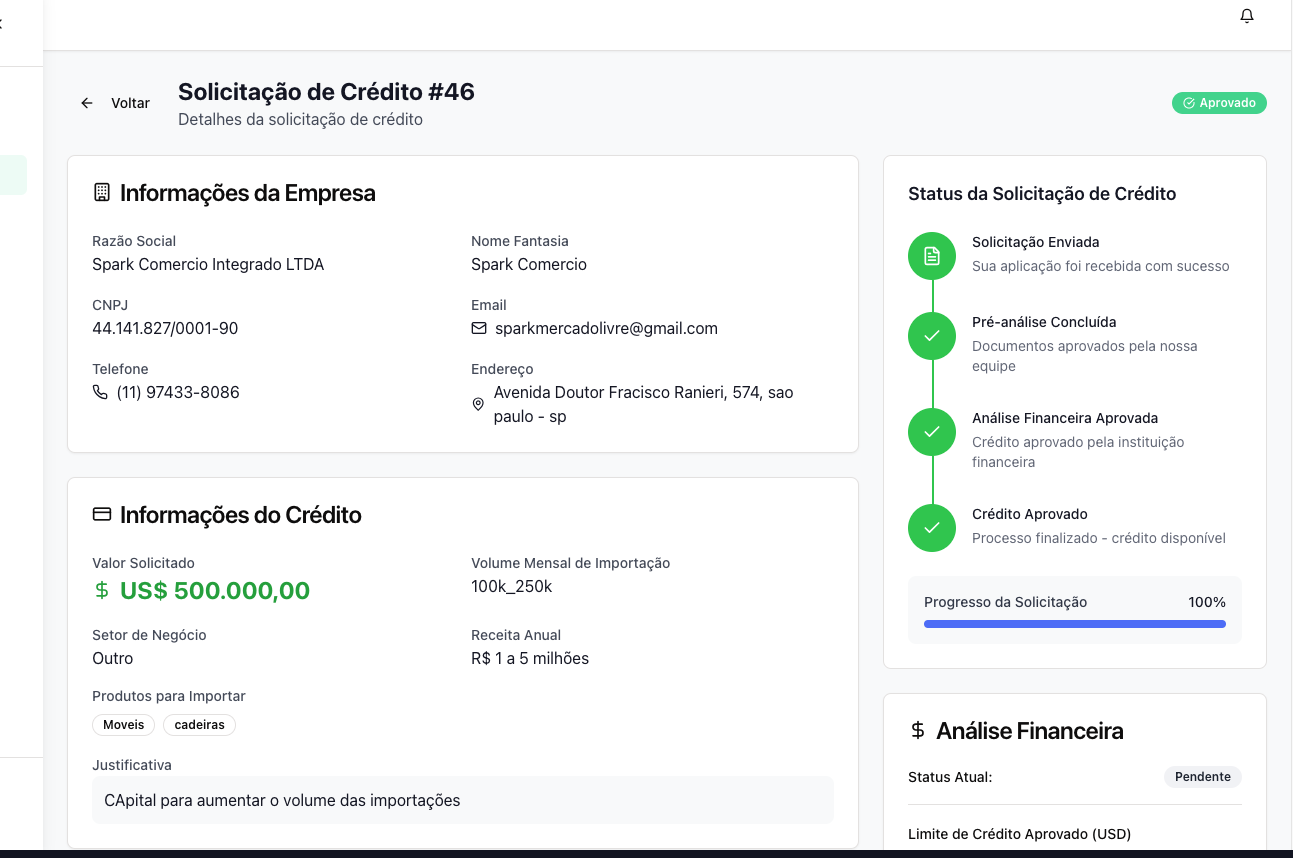 Voltar
Solicitação de Crédito #46
Detalhes da solicitação de crédito
Aprovado
Informações da Empresa
Razão Social
Spark Comercio Integrado LTDA
Nome Fantasia
Spark Comercio
CNPJ
44.141.827/0001-90
Email
sparkmercadolivre@gmail.com
Telefone
(11) 97433-8086
Endereço
Avenida Doutor Fracisco Ranieri, 574, sao
paulo - sp
Informações do Crédito
Valor Solicitado
$ US$ 500.000,00
Volume Mensal de Importação
100k_250k
Setor de Negócio
Outro
Receita Anual
R$ 1 a 5 milhões
Produtos para Importar
Moveis
cadeiras
Justificativa
CApital para aumentar o volume das importações
Status da Solicitação de Crédito
Solicitação Enviada
Sua aplicação foi recebida com sucesso
Pré-análise Concluída
Documentos aprovados pela nossa
equipe
Análise Financeira Aprovada
Crédito aprovado pela instituição
financeira
Crédito Aprovado
Processo finalizado - crédito disponível
Progresso da Solicitação
100%
$ Análise Financeira
Status Atual:
Pendente
Limite de Crédito Aprovado (USD)